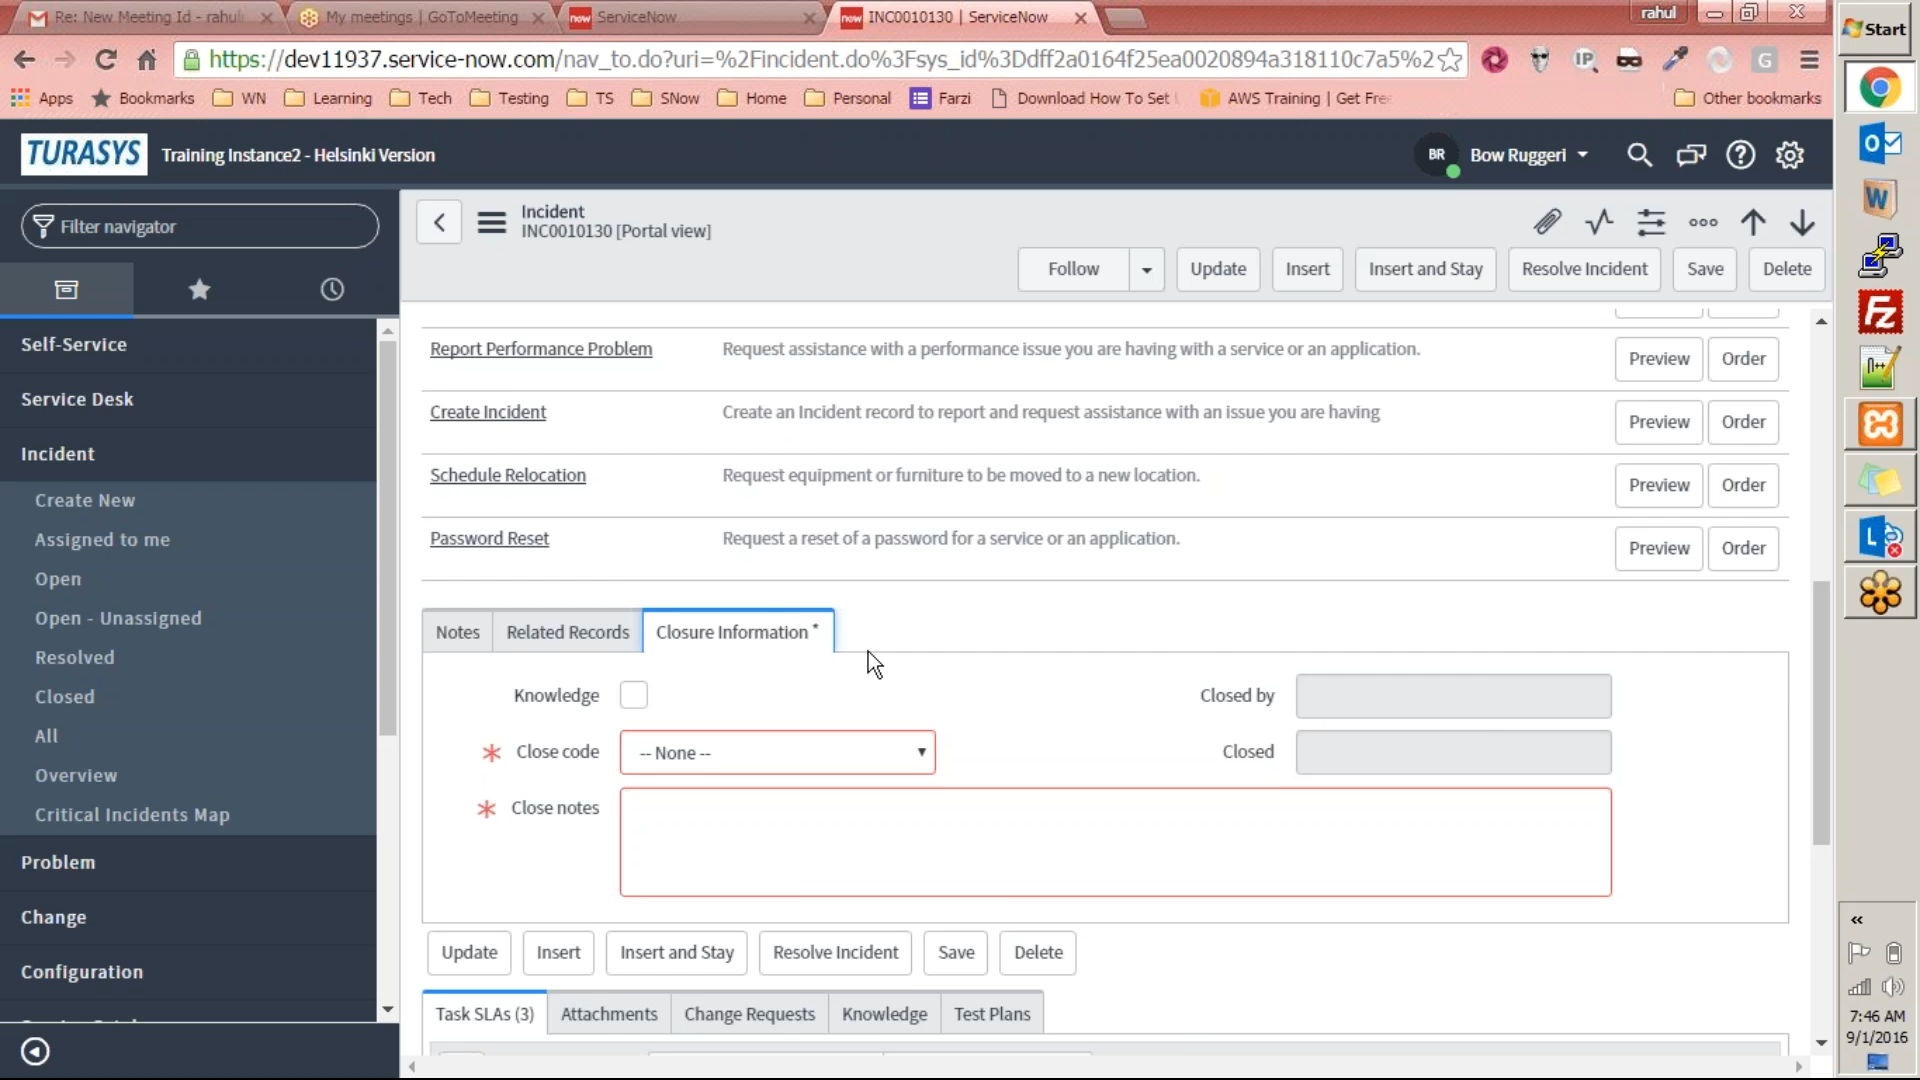 Re: New Meeting Id - rahul
My meetings | GoToMeeting
now ServiceNow
now INC0010130 | ServiceNow
rahul
Start
https://dev11937.service-now.com/nav_to.do?uri=%2Fincident.do%3Fsys_id%3Ddff2a0164f25ea0020894a318110c7a5%2
Apps
Bookmarks
WN
Learning
Tech
Testing
TS
SNow
Home
Personal
Farzi
Download How To Set
AWS Training | Get Fre
Other bookmarks
TURASYS
Training Instance2 - Helsinki Version
BR
Bow Ruggeri
Filter navigator
Incident
INC0010130 [Portal view]
Follow
Update
Insert
Insert and Stay
Resolve Incident
Save
Delete
Self-Service
Service Desk
Incident
Create New
Assigned to me
Open
Open - Unassigned
Resolved
Closed
All
Overview
Critical Incidents Map
Problem
Change
Configuration
Report Performance Problem
Request assistance with a performance issue you are having with a service or an application.
Preview
Order
Create Incident
Create an Incident record to report and request assistance with an issue you are having
Preview
Order
Schedule Relocation
Request equipment or furniture to be moved to a new location.
Preview
Order
Password Reset
Request a reset of a password for a service or an application.
Preview
Order
Notes
Related Records
Closure Information *
Knowledge
Closed by
Close code
-- None --
Closed
Close notes
Update
Insert
Insert and Stay
Resolve Incident
Save
Delete
Task SLAs (3)
Attachments
Change Requests
Knowledge
Test Plans
7:46 AM
9/1/2016